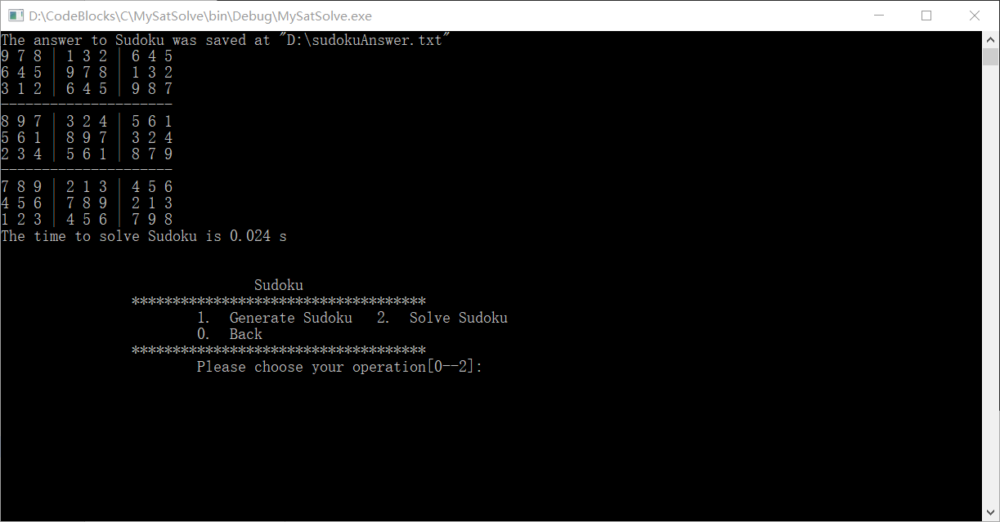 D:\CodeBlocks\C\MySatSolve\bin\Debug\MySatSolve.exe
The answer to Sudoku was saved at "D:\sudokuAnswer.txt"
9 7 8 | 1 3 2 | 6 4 5
6 4 5 | 9 7 8 | 1 3 2
3 1 2 | 6 4 5 | 9 8 7
---------------------
8 9 7 | 3 2 4 | 5 6 1
5 6 1 | 8 9 7 | 3 2 4
2 3 4 | 5 6 1 | 8 7 9
---------------------
7 8 9 | 2 1 3 | 4 5 6
4 5 6 | 7 8 9 | 2 1 3
1 2 3 | 4 5 6 | 7 9 8
The time to solve Sudoku is 0.024 s
Sudoku
************************************
1. Generate Sudoku 2. Solve Sudoku
0. Back
************************************
Please choose your operation[0--2]: